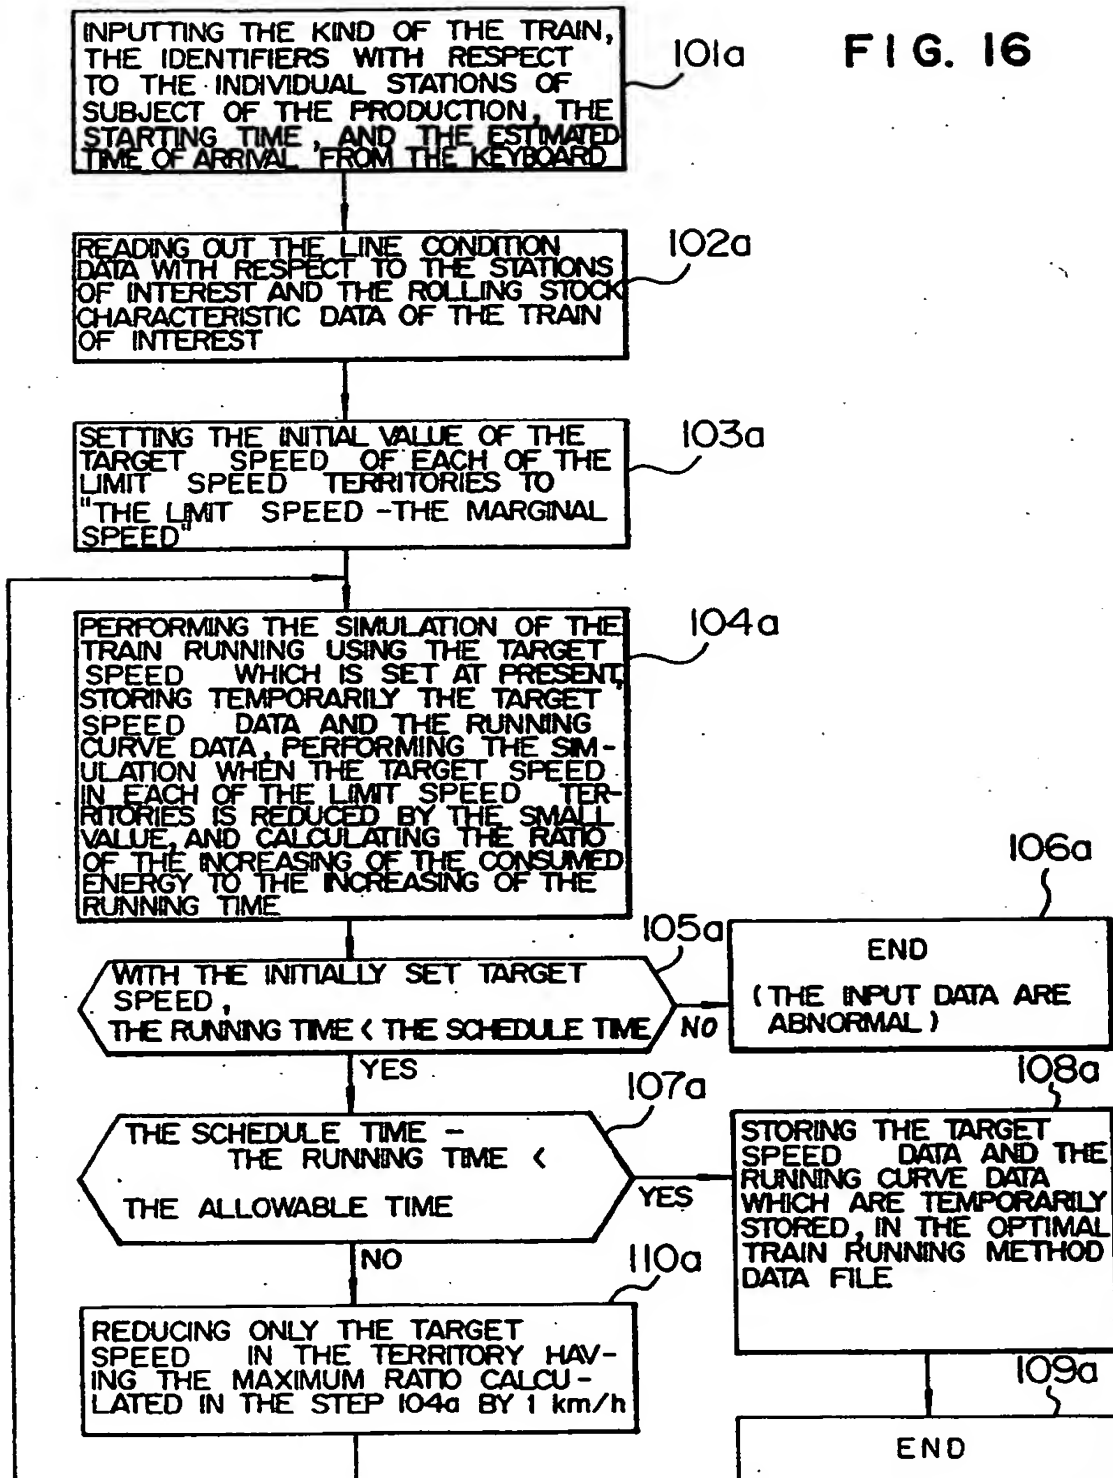 FIG. 16
INPUTTING THE KIND OF THE TRAIN,
THE IDENTIFIERS WITH RESPECT
TO THE INDIVIDUAL STATIONS OF
SUBJECT OF THE PRODUCTION, THE
STARTING TIME, AND THE ESTIMATED
TIME OF ARRIVAL FROM THE KEYBOARD
101a
READING OUT THE LINE CONDITION
DATA WITH RESPECT TO THE STATIONS
OF INTEREST AND THE ROLLING STOCK
CHARACTERISTIC DATA OF THE TRAIN
OF INTEREST
102a
SETTING THE INITIAL VALUE OF THE
TARGET SPEED OF EACH OF THE
LIMIT SPEED TERRITORIES TO
"THE LIMIT SPEED -THE MARGINAL
SPEED"
103a
PERFORMING THE SIMULATION OF THE
TRAIN RUNNING USING THE TARGET
SPEED WHICH IS SET AT PRESENT,
STORING TEMPORARILY THE TARGET
SPEED DATA AND THE RUNNING
CURVE DATA, PERFORMING THE SIM-
ULATION WHEN THE TARGET SPEED
IN EACH OF THE LIMIT SPEED TER-
RITORIES IS REDUCED BY THE SMALL
VALUE, AND CALCULATING THE RATIO
OF THE INCREASING OF THE CONSUMED
ENERGY TO THE INCREASING OF THE
RUNNING TIME
104a
WITH THE INITIALLY SET TARGET
SPEED,
THE RUNNING TIME < THE SCHEDULE TIME
105a
NO
YES
END
(THE INPUT DATA ARE
ABNORMAL)
106a
THE SCHEDULE TIME -
THE RUNNING TIME <
THE ALLOWABLE TIME
107a
YES
NO
STORING THE TARGET
SPEED DATA AND THE
RUNNING CURVE DATA
WHICH ARE TEMPORARILY
STORED, IN THE OPTIMAL
TRAIN RUNNING METHOD
DATA FILE
108a
REDUCING ONLY THE TARGET
SPEED IN THE TERRITORY HAV-
ING THE MAXIMUM RATIO CALCU-
LATED IN THE STEP 104a BY 1 km/h
110a
END
109a